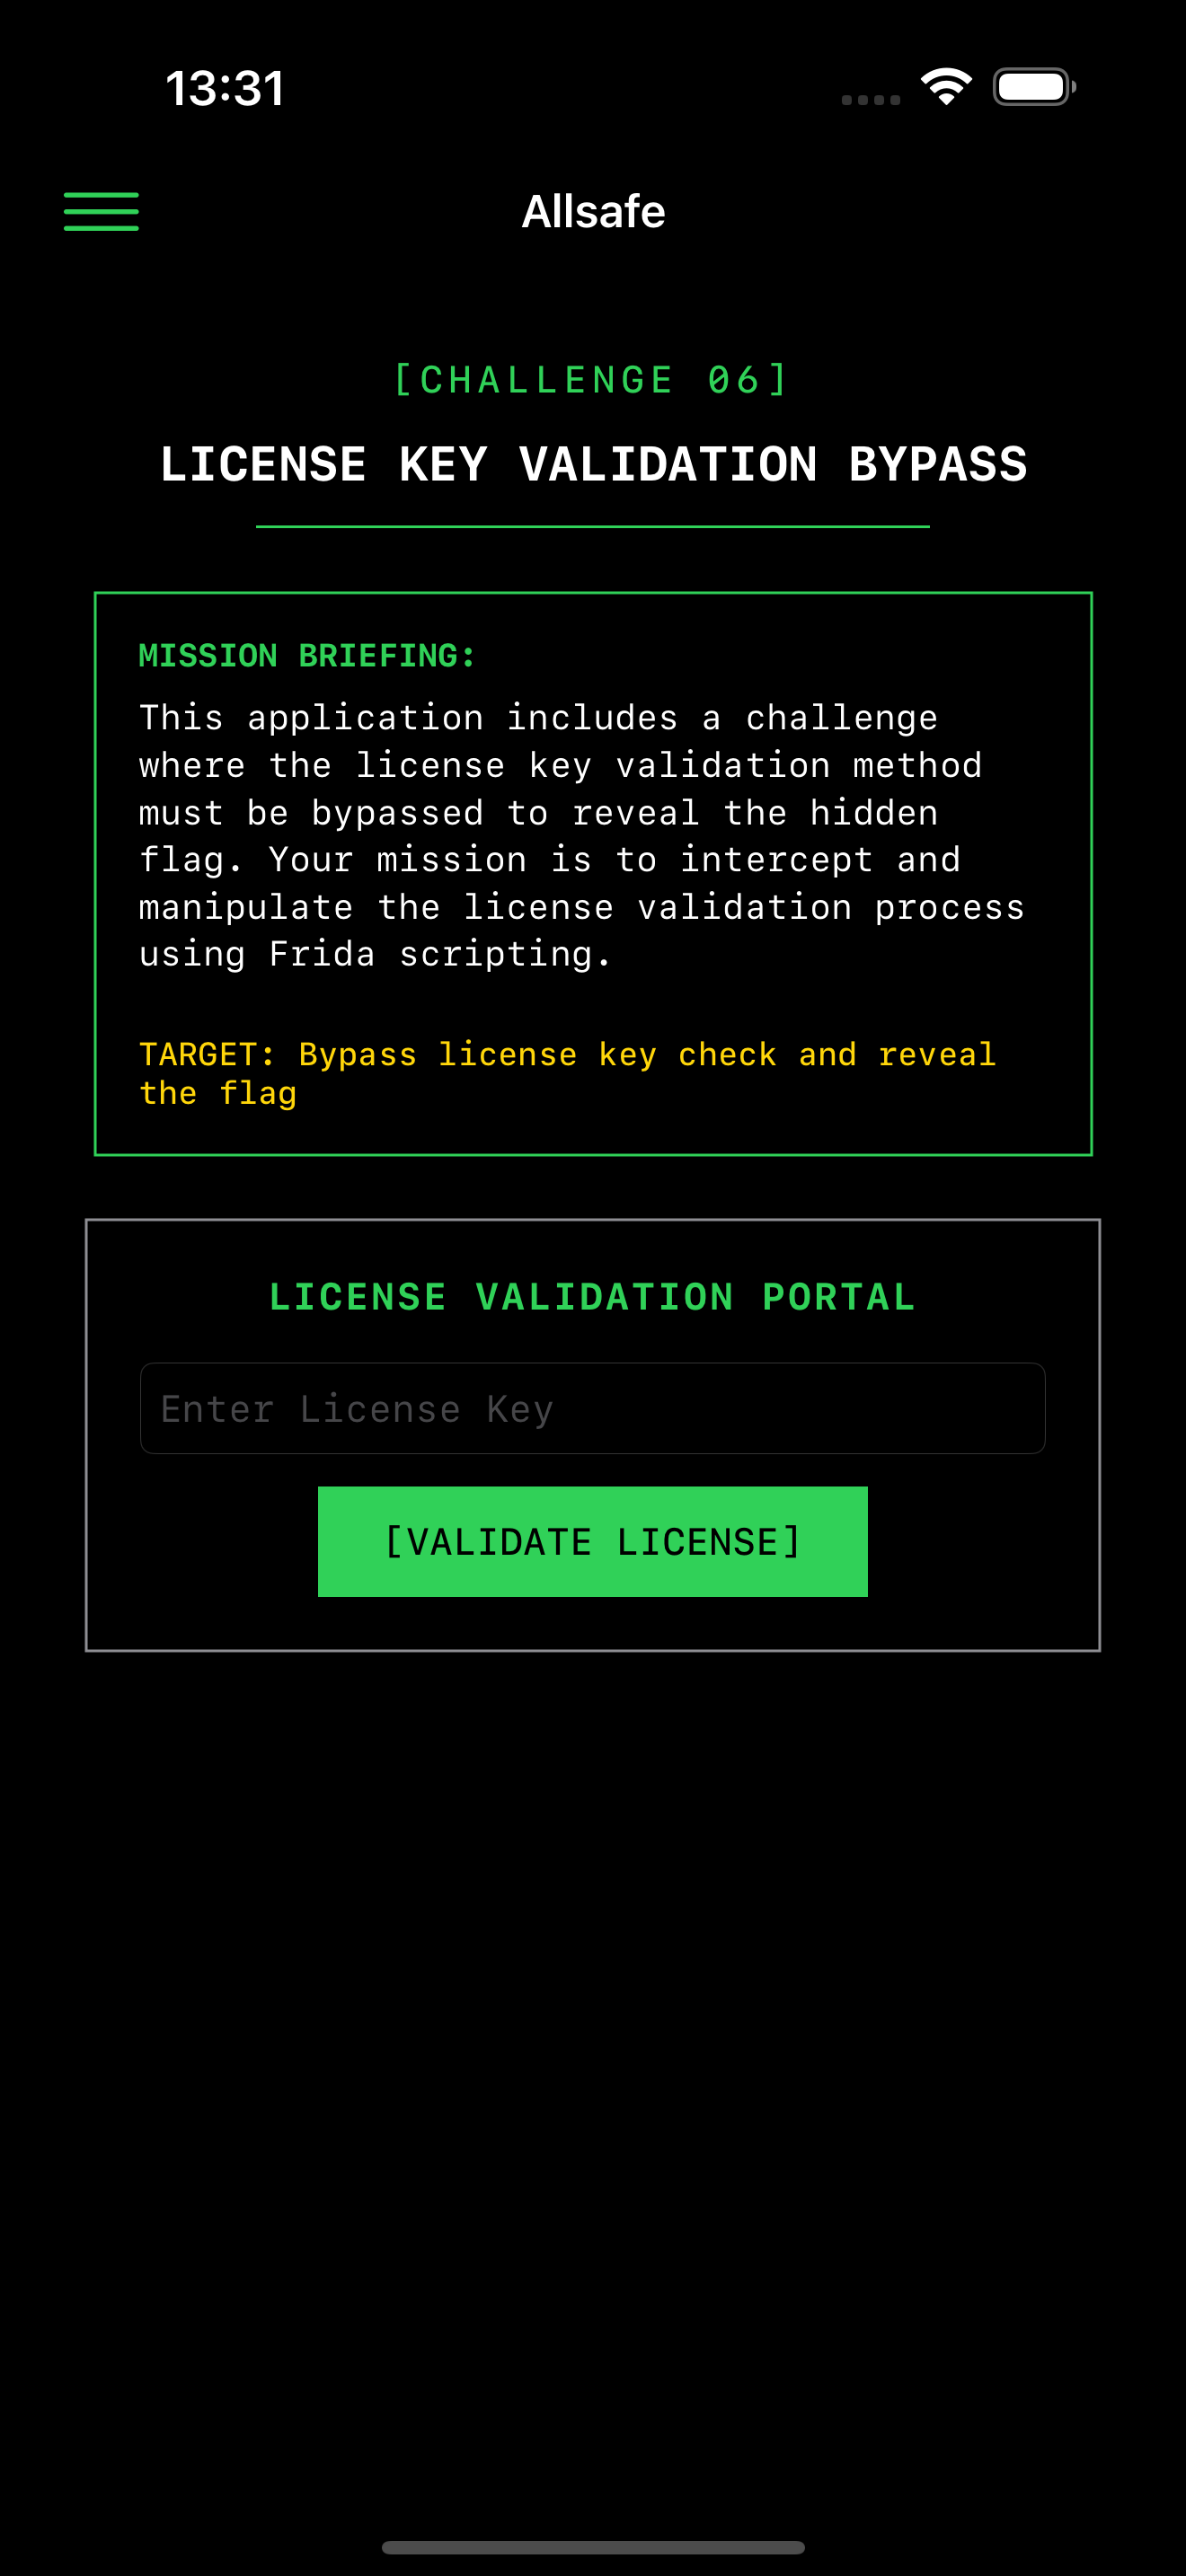 13:31
Allsafe
[CHALLENGE 06]
LICENSE KEY VALIDATION BYPASS
MISSION BRIEFING:
This application includes a challenge
where the license key validation method
must be bypassed to reveal the hidden
flag. Your mission is to intercept and
manipulate the license validation process
using Frida scripting.
TARGET: Bypass license key check and reveal
the flag
LICENSE VALIDATION PORTAL
Enter License Key
[VALIDATE LICENSE]